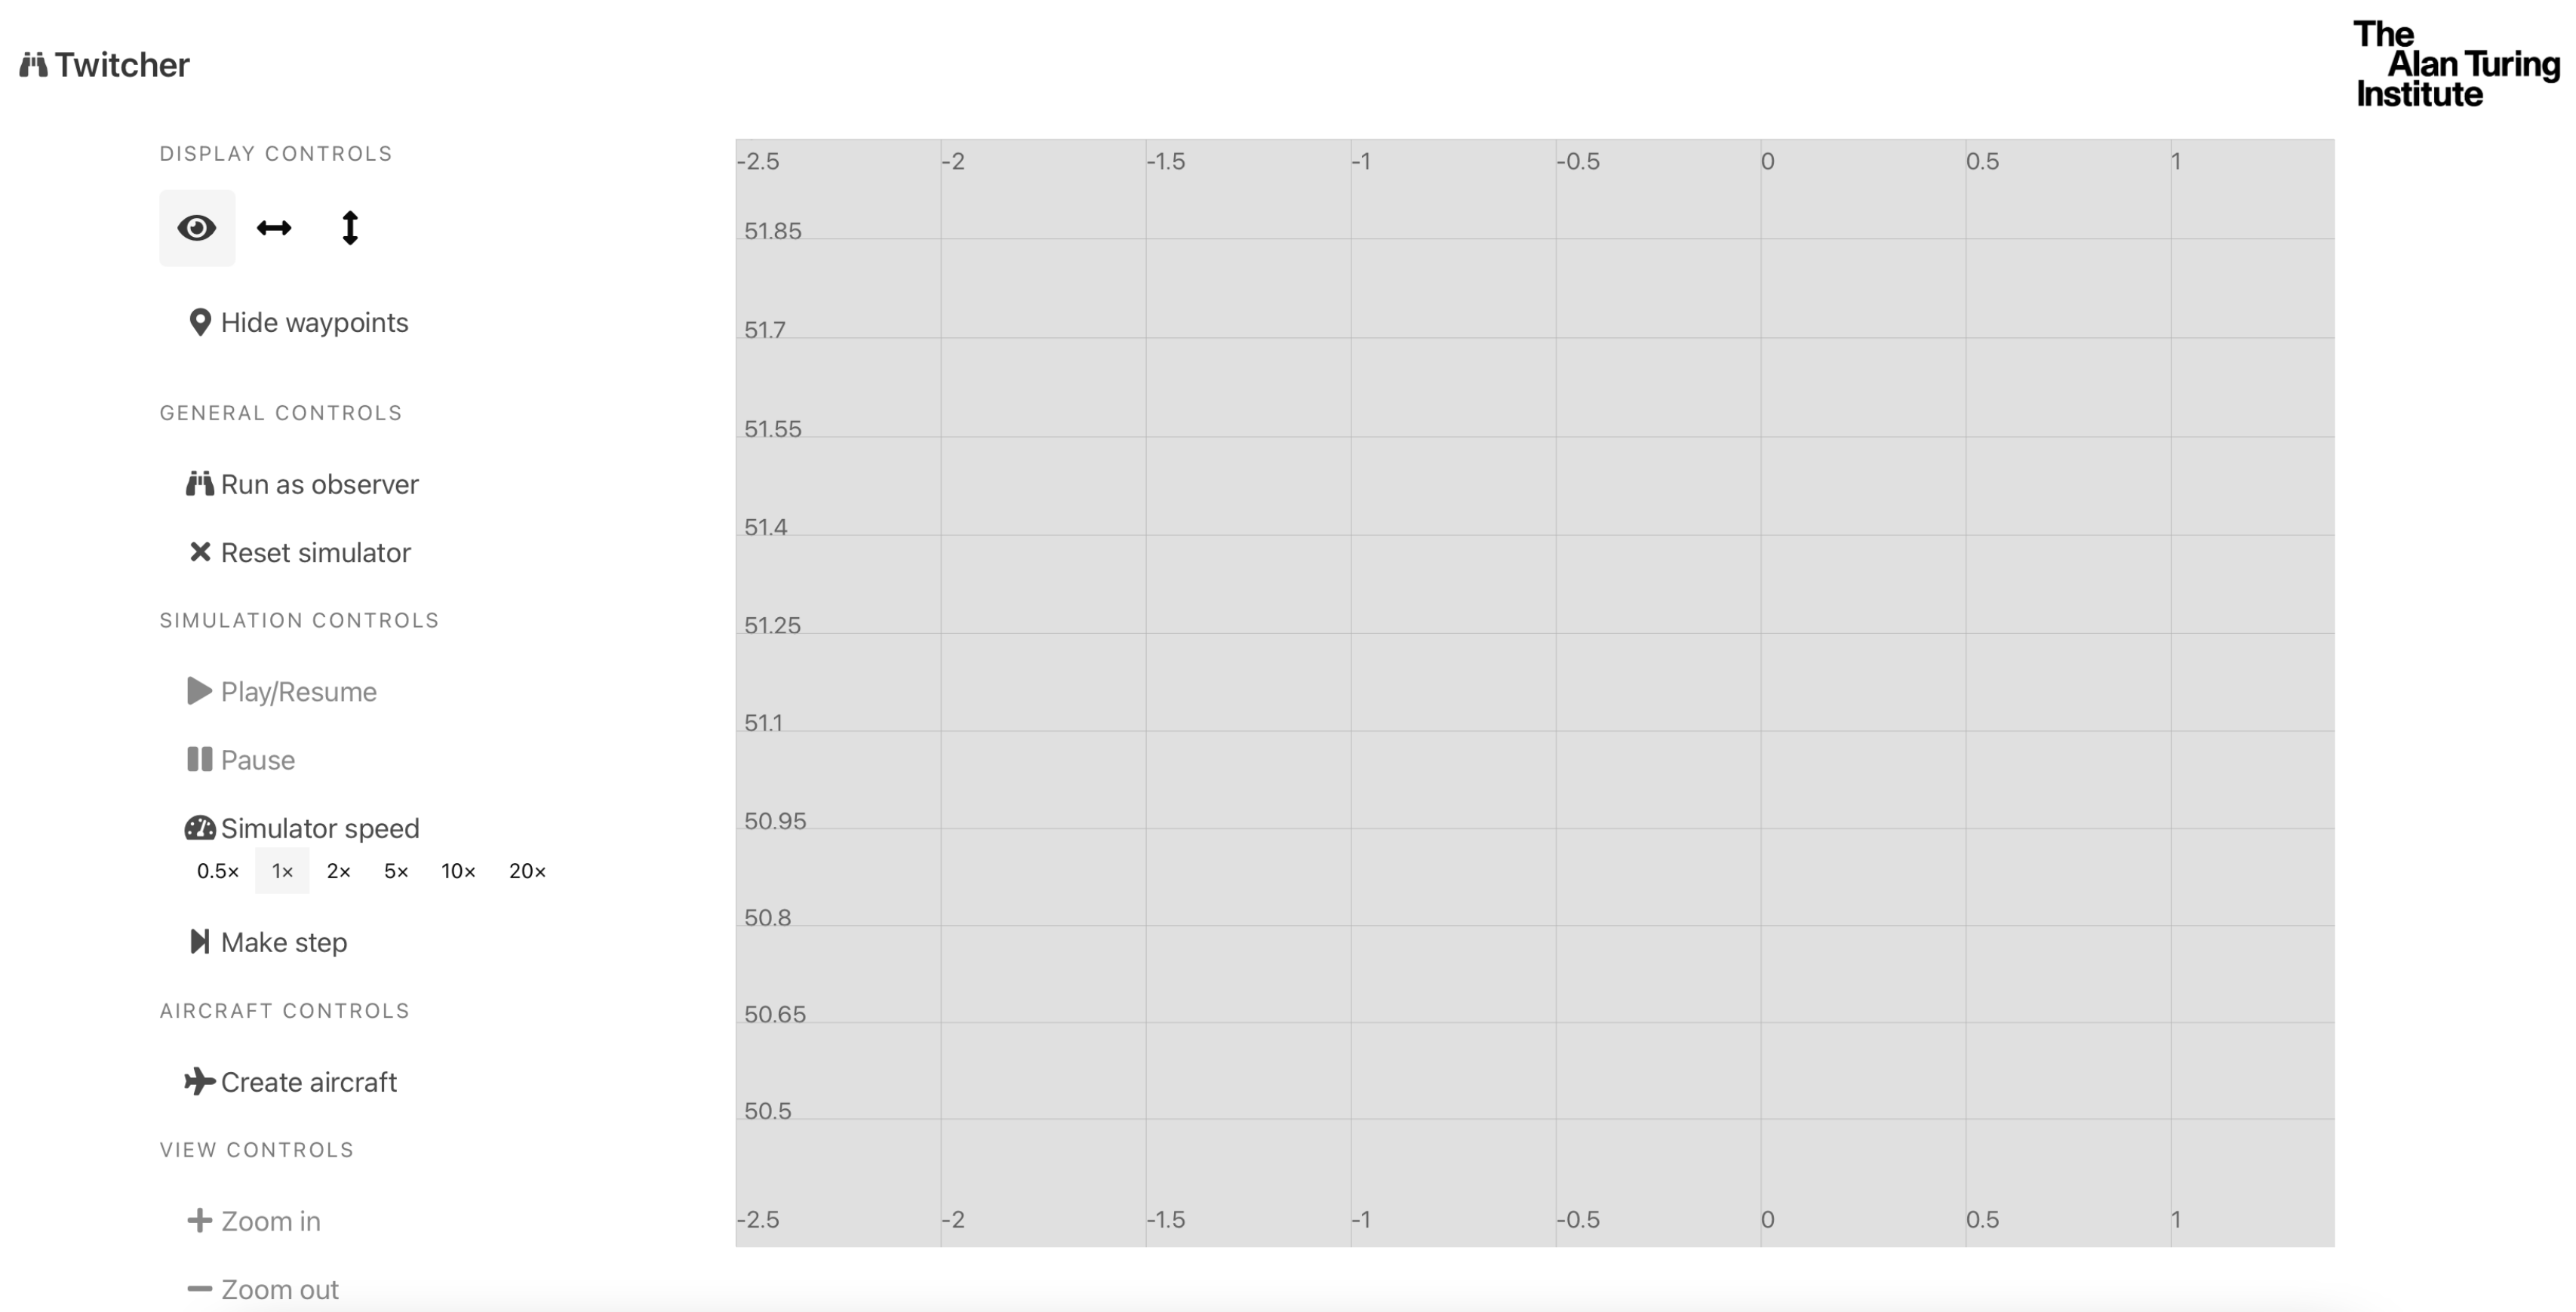 Twitcher
The
Alan Turing
Institute
DISPLAY CONTROLS
Hide waypoints
GENERAL CONTROLS
Run as observer
Reset simulator
SIMULATION CONTROLS
Play/Resume
Pause
Simulator speed
0.5× 1× 2× 5× 10× 20×
Make step
AIRCRAFT CONTROLS
Create aircraft
VIEW CONTROLS
Zoom in
Zoom out
-2.5 -2 -1.5 -1 -0.5 0 0.5 1
51.85
51.7
51.55
51.4
51.25
51.1
50.95
50.8
50.65
50.5
-2.5 -2 -1.5 -1 -0.5 0 0.5 1